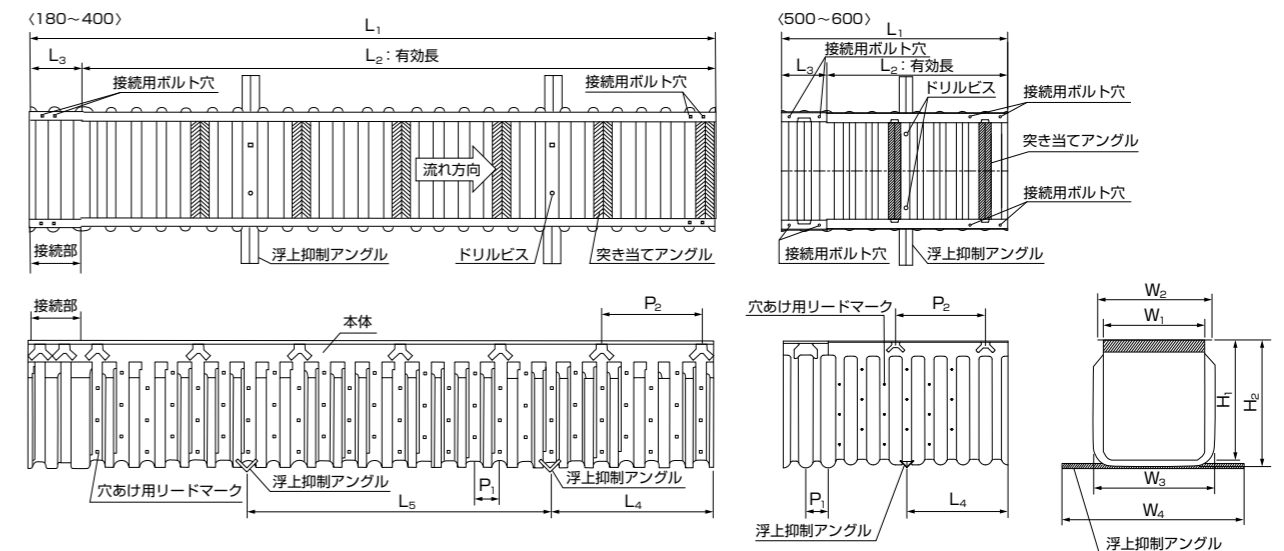 〈180～400〉
L₁
L₃
L₂：有効長
接続用ボルト穴
接続用ボルト穴
流れ方向
接続部
浮上抑制アングル
ドリルビス
突き当てアングル
〈500～600〉
L₁
接続用ボルト穴
L₃
L₂：有効長
ドリルビス
接続用ボルト穴
突き当てアングル
接続用ボルト穴
接続用ボルト穴
浮上抑制アングル
接続部
本体
P₂
穴あけ用リードマーク
浮上抑制アングル
P₁
浮上抑制アングル
L₅
L₄
穴あけ用リードマーク
P₂
P₁
L₄
浮上抑制アングル
W₂
W₁
H₁
H₂
W₃
W₄
浮上抑制アングル